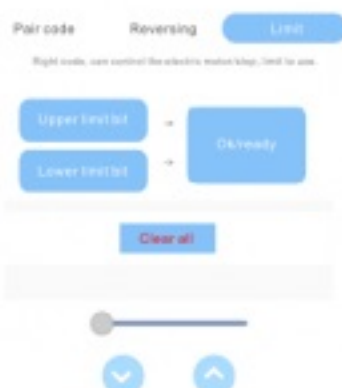 Pair code Reversing Limit
Right code, can control the electric motor/stop, limit to use.
Upper limit bit
Ok/ready
Lower limit bit
Clear all